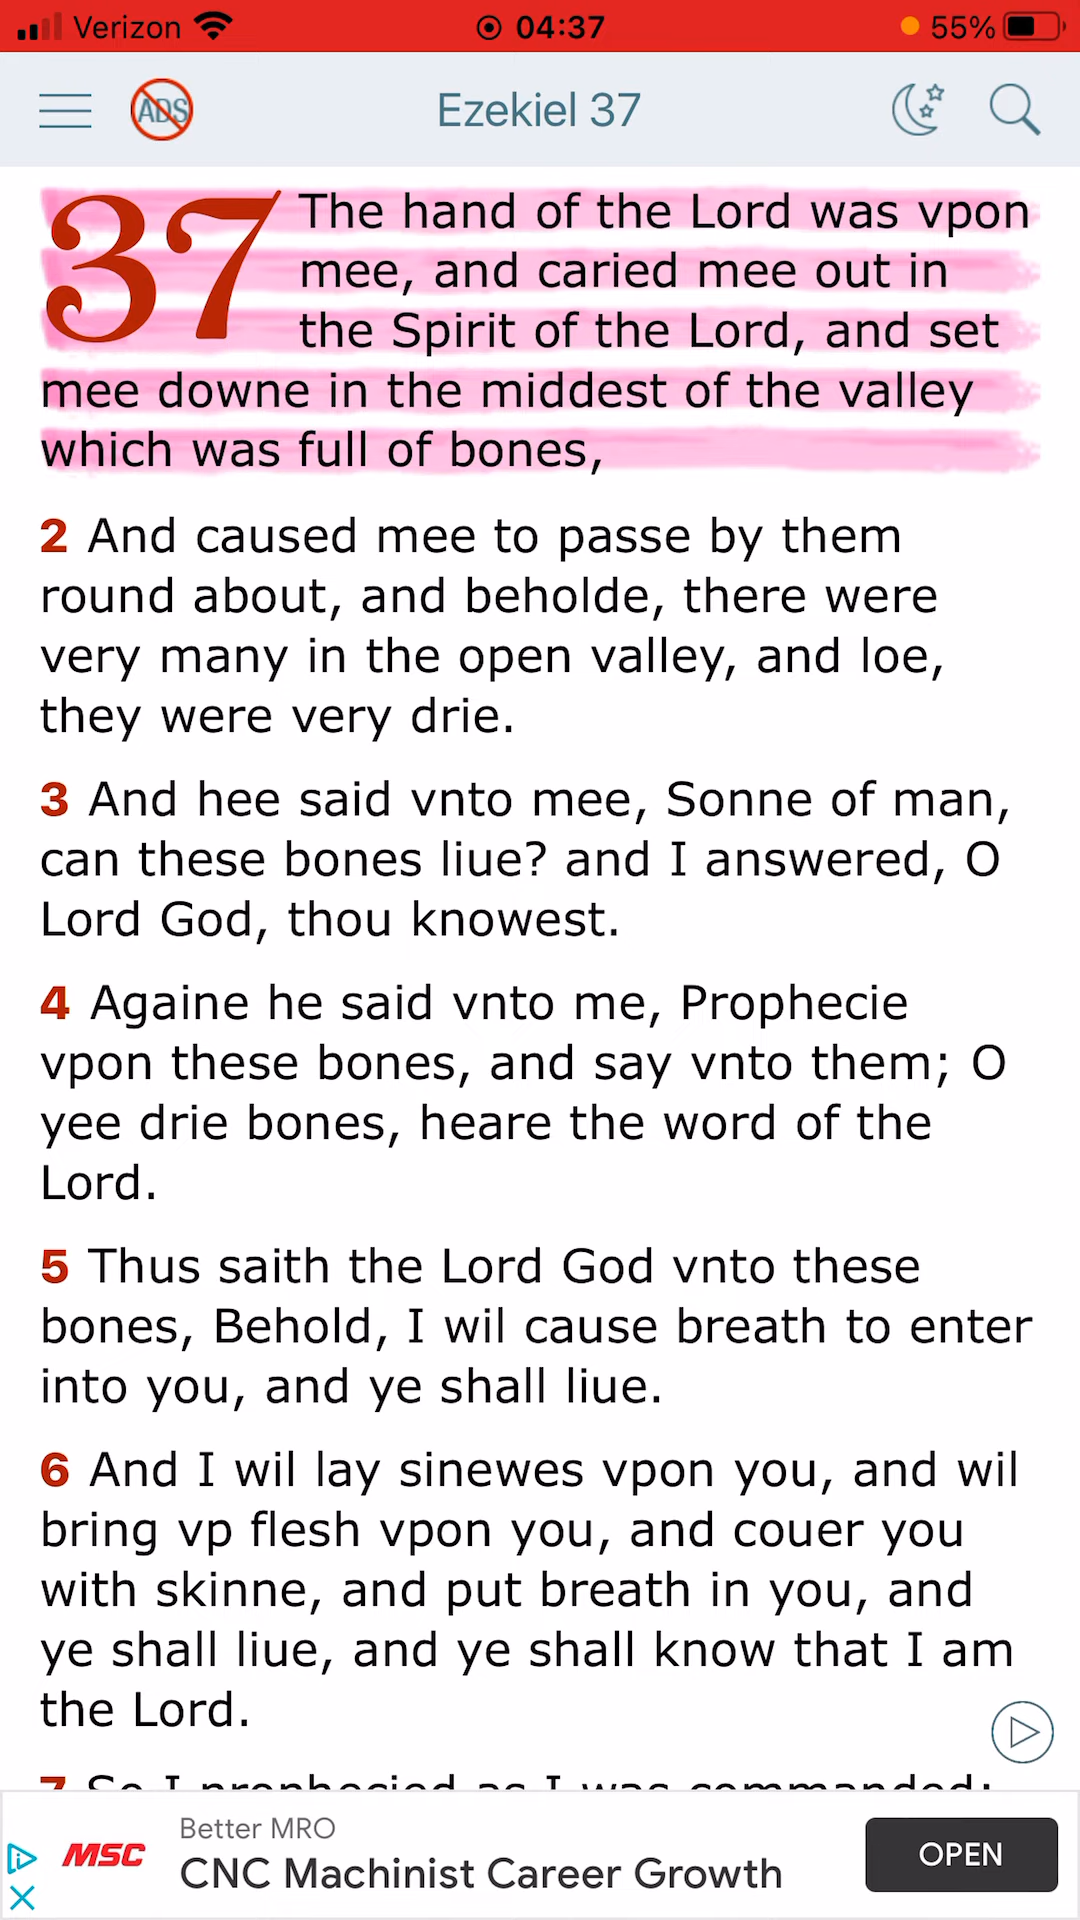 Verizon 04:37 55%
ADS Ezekiel 37
37 The hand of the Lord was vpon
mee, and caried mee out in
the Spirit of the Lord, and set
mee downe in the middest of the valley
which was full of bones,
2 And caused mee to passe by them
round about, and beholde, there were
very many in the open valley, and loe,
they were very drie.
3 And hee said vnto mee, Sonne of man,
can these bones liue? and I answered, O
Lord God, thou knowest.
4 Againe he said vnto me, Prophecie
vpon these bones, and say vnto them; O
yee drie bones, heare the word of the
Lord.
5 Thus saith the Lord God vnto these
bones, Behold, I wil cause breath to enter
into you, and ye shall liue.
6 And I wil lay sinewes vpon you, and wil
bring vp flesh vpon you, and couer you
with skinne, and put breath in you, and
ye shall liue, and ye shall know that I am
the Lord.
7 So I prophecied as I was commanded:
Better MRO
MSC CNC Machinist Career Growth OPEN